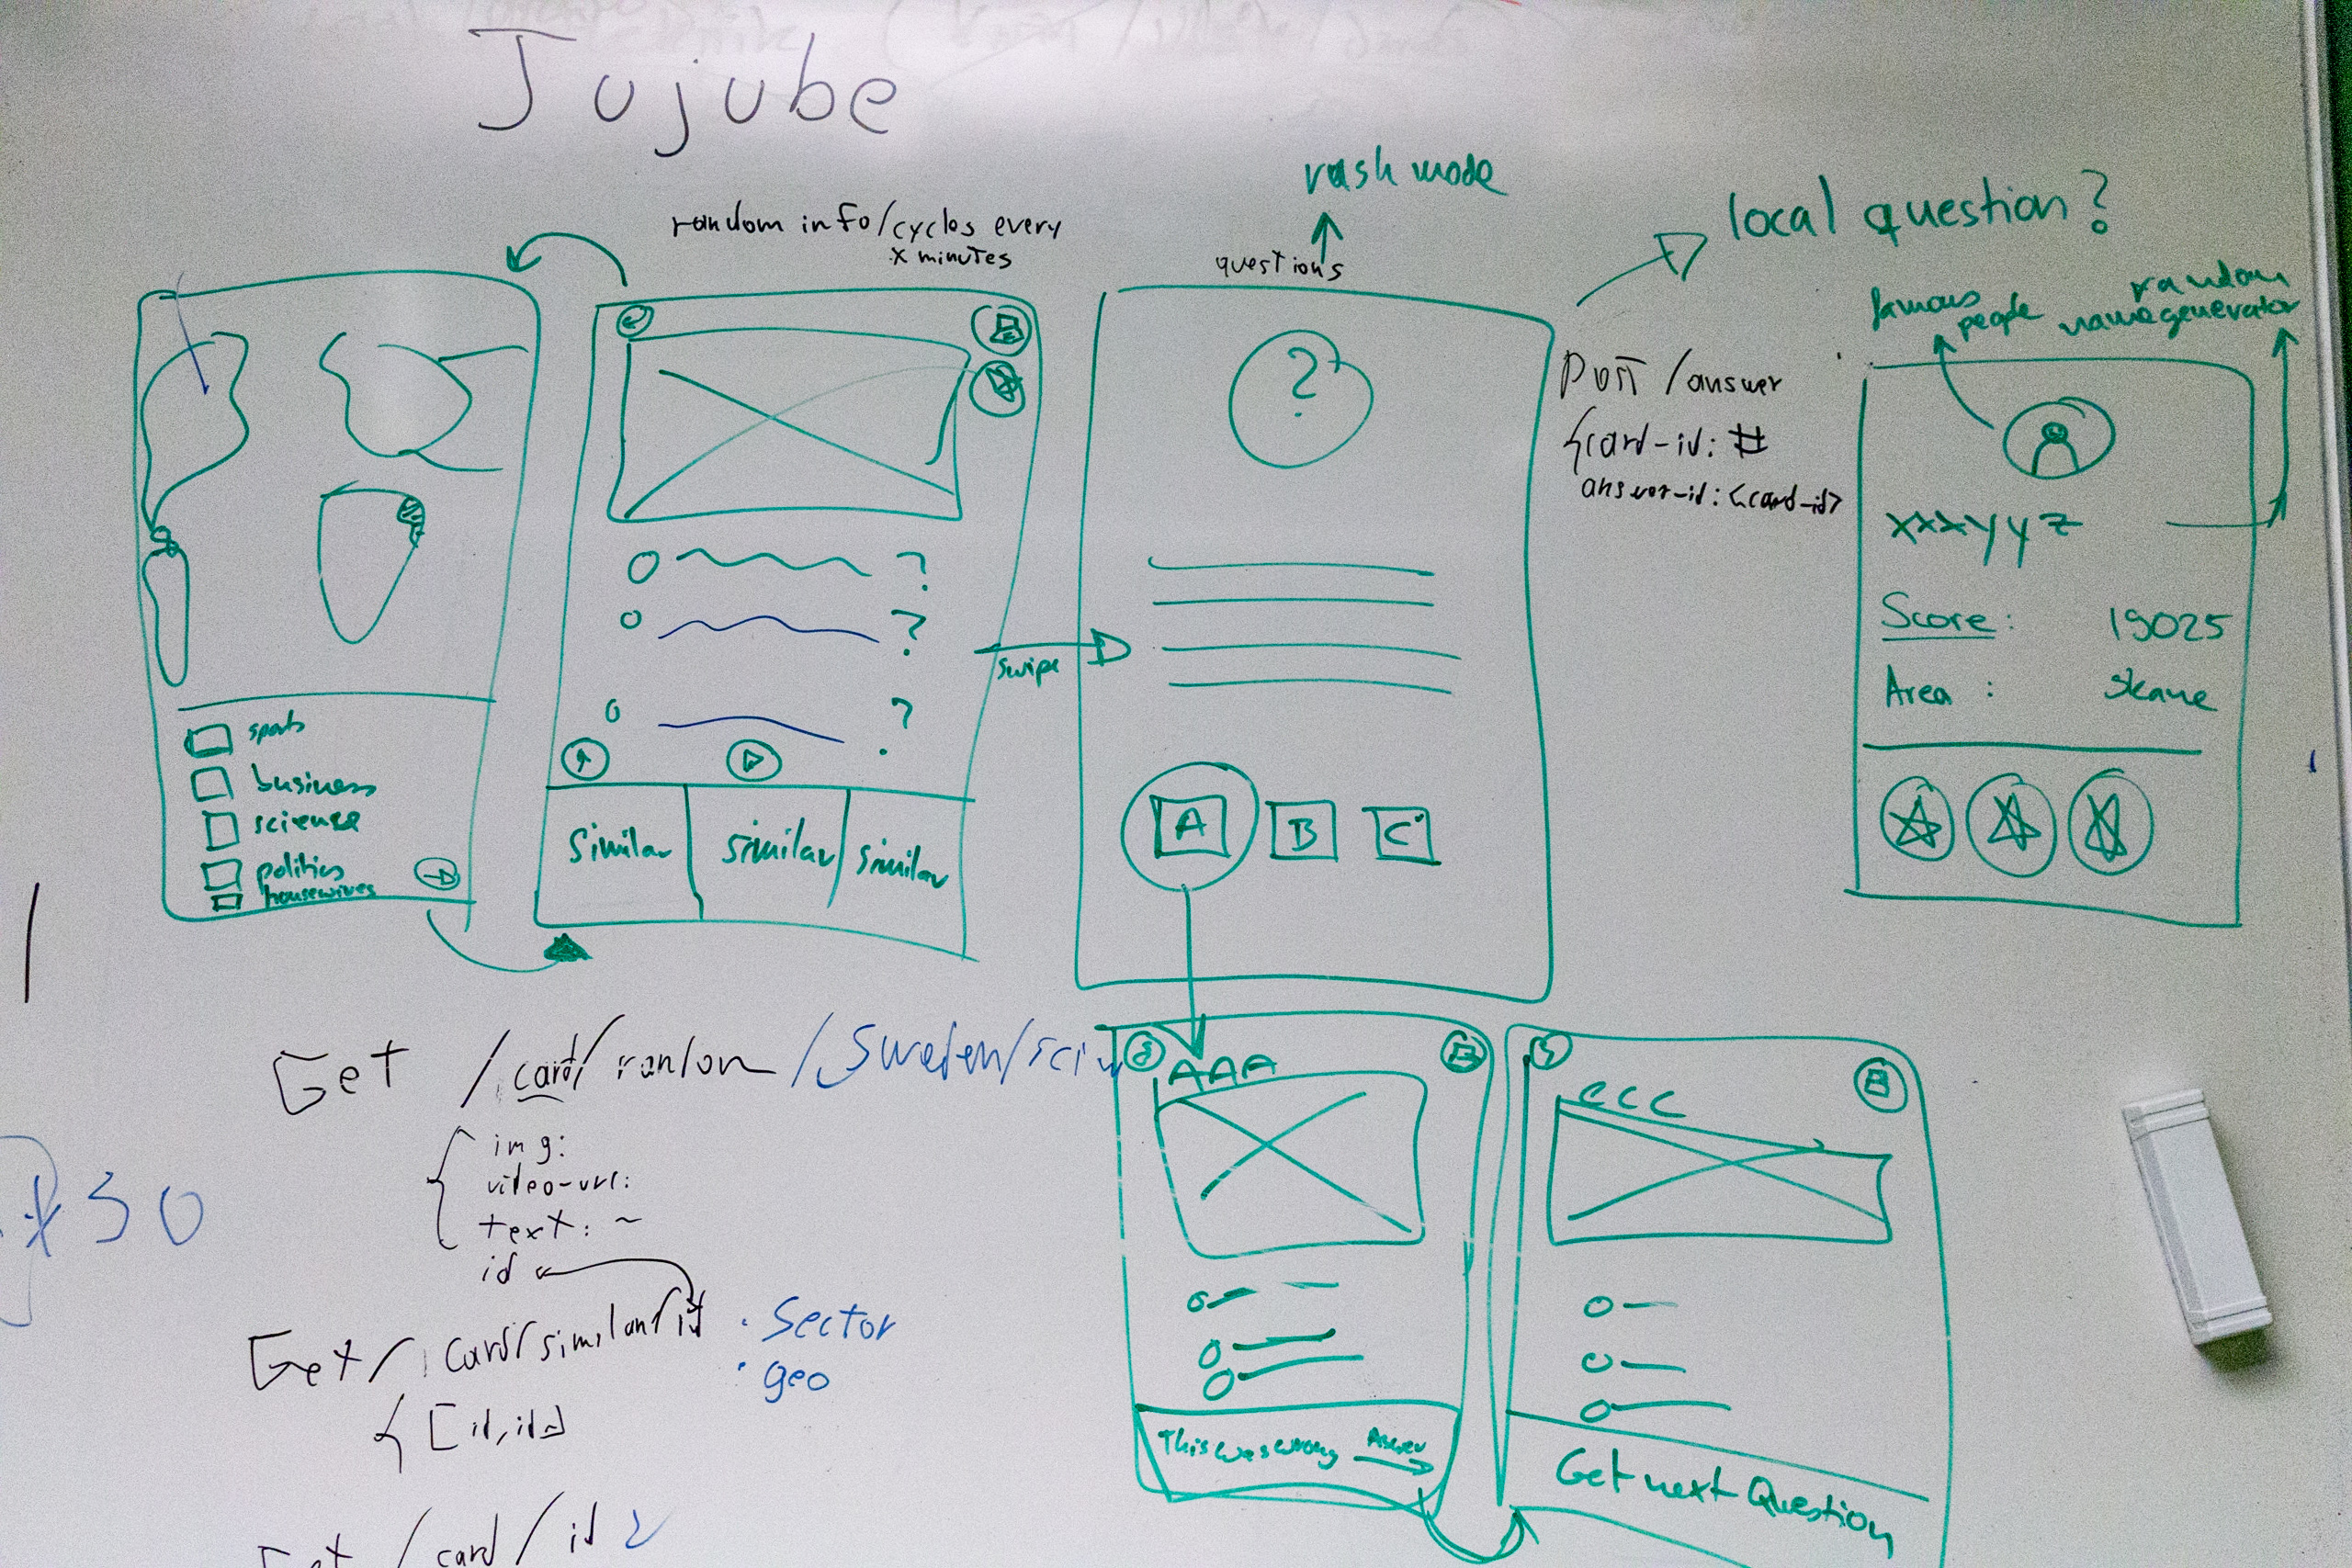 Jujube
random info/cycles every
x minutes
rush mode
questions
local question?
famous
people
random
name generator
POST /answer
{card-id: #
answer-id: <card-id>
?
?
?
?
swipe
sports
business
science
politics
housewives
similar
similar
similar
A
B
C
xxxyyz
Score: 19025
Area : skane
Get /card/random/Sweden/scie
{ img:
video-url:
text: ~
id
Get / card/similar/id
· Sector
· geo
{ [id, id]
Get / card / id
AAA
This was wrong
Answer
CCC
Get next Question
*30